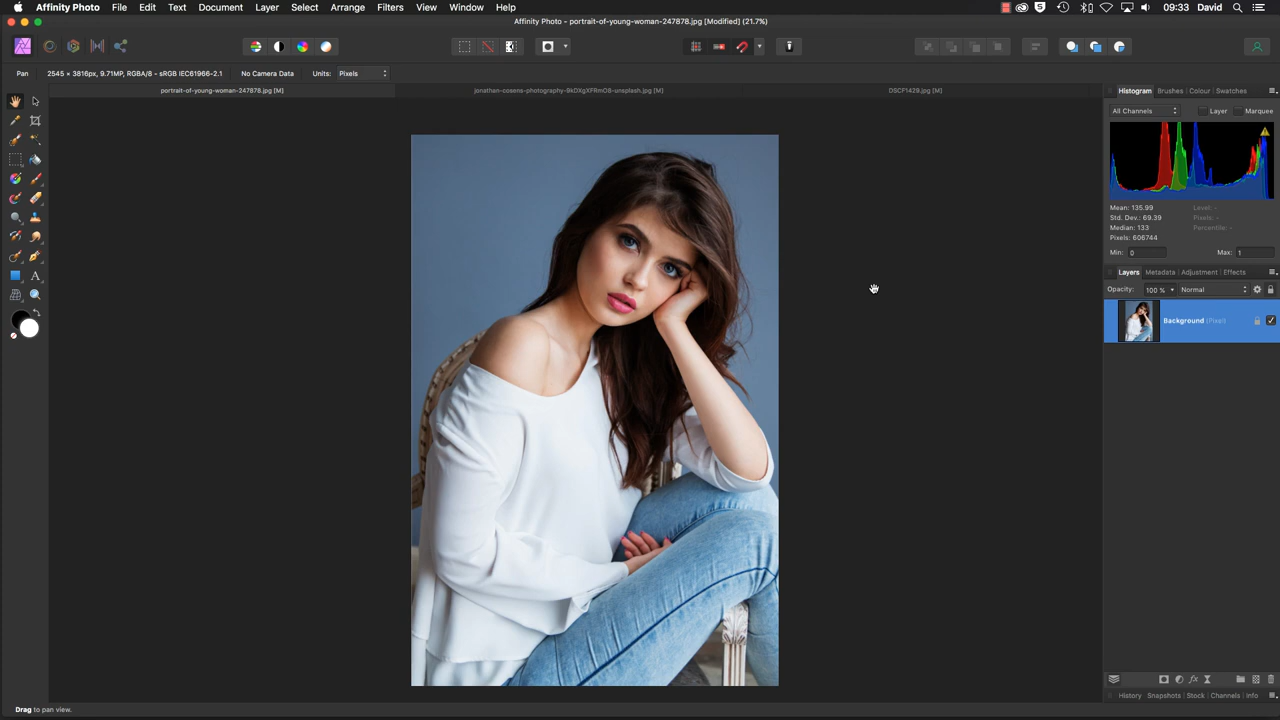 Affinity Photo File Edit Text Document Layer Select Arrange Filters View Window Help 09:33 David
Affinity Photo - portrait-of-young-woman-247878.jpg [Modified] (21.7%)
Pan 2545 × 3816px, 9.71MP, RGBA/8 - sRGB IEC61966-2.1 No Camera Data Units: Pixels
portrait-of-young-woman-247878.jpg [M] jonathan-cosens-photography-9kDXgXFRmO8-unsplash.jpg [M] DSCF1429.jpg [M]
Histogram Brushes Colour Swatches
All Channels Layer Marquee
Mean: 135.99 Level: -
Std. Dev.: 69.39 Pixels: -
Median: 133 Percentile: -
Pixels: 606744
Min: 0 Max: 1
Layers Metadata Adjustment Effects
Opacity: 100 % Normal
Background (Pixel
History Snapshots Stock Channels Info
Drag to pan view.